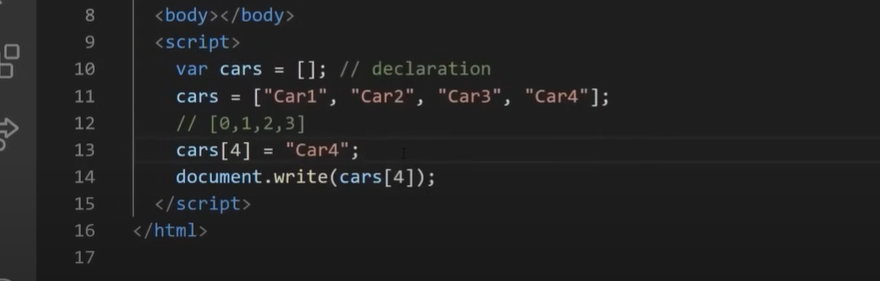 8 <body></body>
9 <script>
10 var cars = []; // declaration
11 cars = ["Car1", "Car2", "Car3", "Car4"];
12 // [0,1,2,3]
13 cars[4] = "Car4";
14 document.write(cars[4]);
15 </script>
16 </html>
17